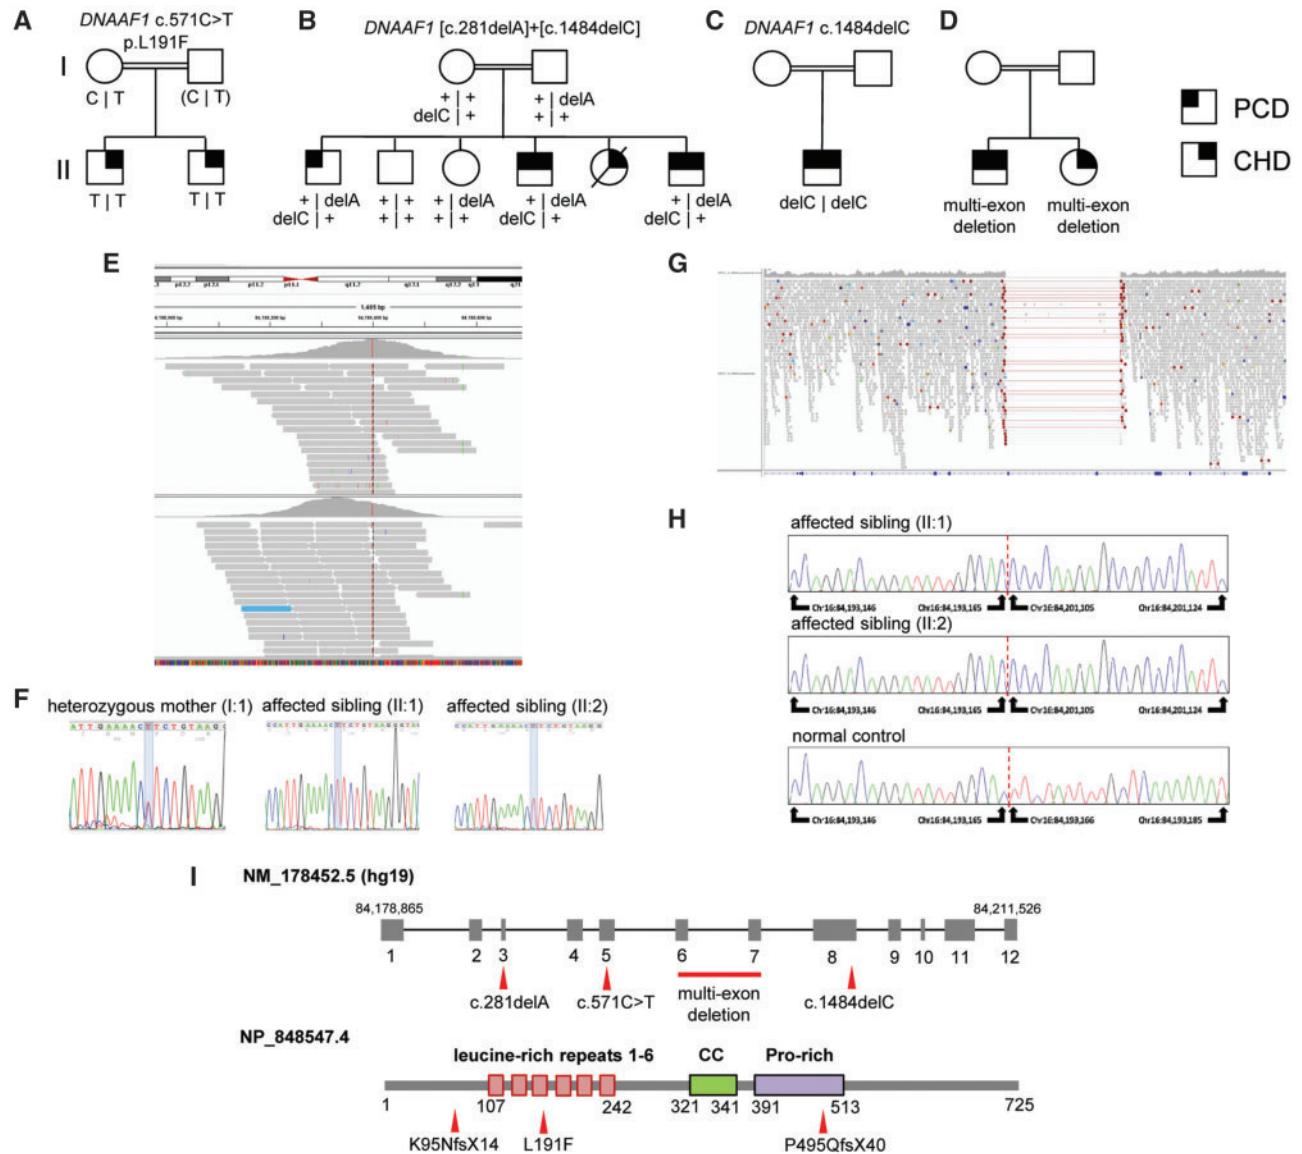 A
DNAAF1 c.571C>T
p.L191F
I
C | T
(C | T)
II
T | T
T | T
B
DNAAF1 [c.281delA]+[c.1484delC]
+ | +
delC | +
+ | delA
+ | +
+ | delA
delC | +
+ | +
+ | +
+ | delA
+ | +
+ | delA
delC | +
+ | delA
delC | +
C
DNAAF1 c.1484delC
delC | delC
D
multi-exon
deletion
multi-exon
deletion
PCD
CHD
E
F
heterozygous mother (I:1)
affected sibling (II:1)
affected sibling (II:2)
G
H
affected sibling (II:1)
Chr16:84,193,146
Chr16:84,193,165
Chr16:84,201,105
Chr16:84,201,124
affected sibling (II:2)
Chr16:84,193,146
Chr16:84,193,165
Chr16:84,201,105
Chr16:84,201,124
normal control
Chr16:84,193,146
Chr16:84,193,165
Chr16:84,193,166
Chr16:84,193,185
I
NM_178452.5 (hg19)
84,178,865
84,211,526
1 2 3 4 5 6 7 8 9 10 11 12
c.281delA
c.571C>T
multi-exon
deletion
c.1484delC
NP_848547.4
leucine-rich repeats 1-6
CC
Pro-rich
1 107 242 321 341 391 513 725
K95NfsX14
L191F
P495QfsX40